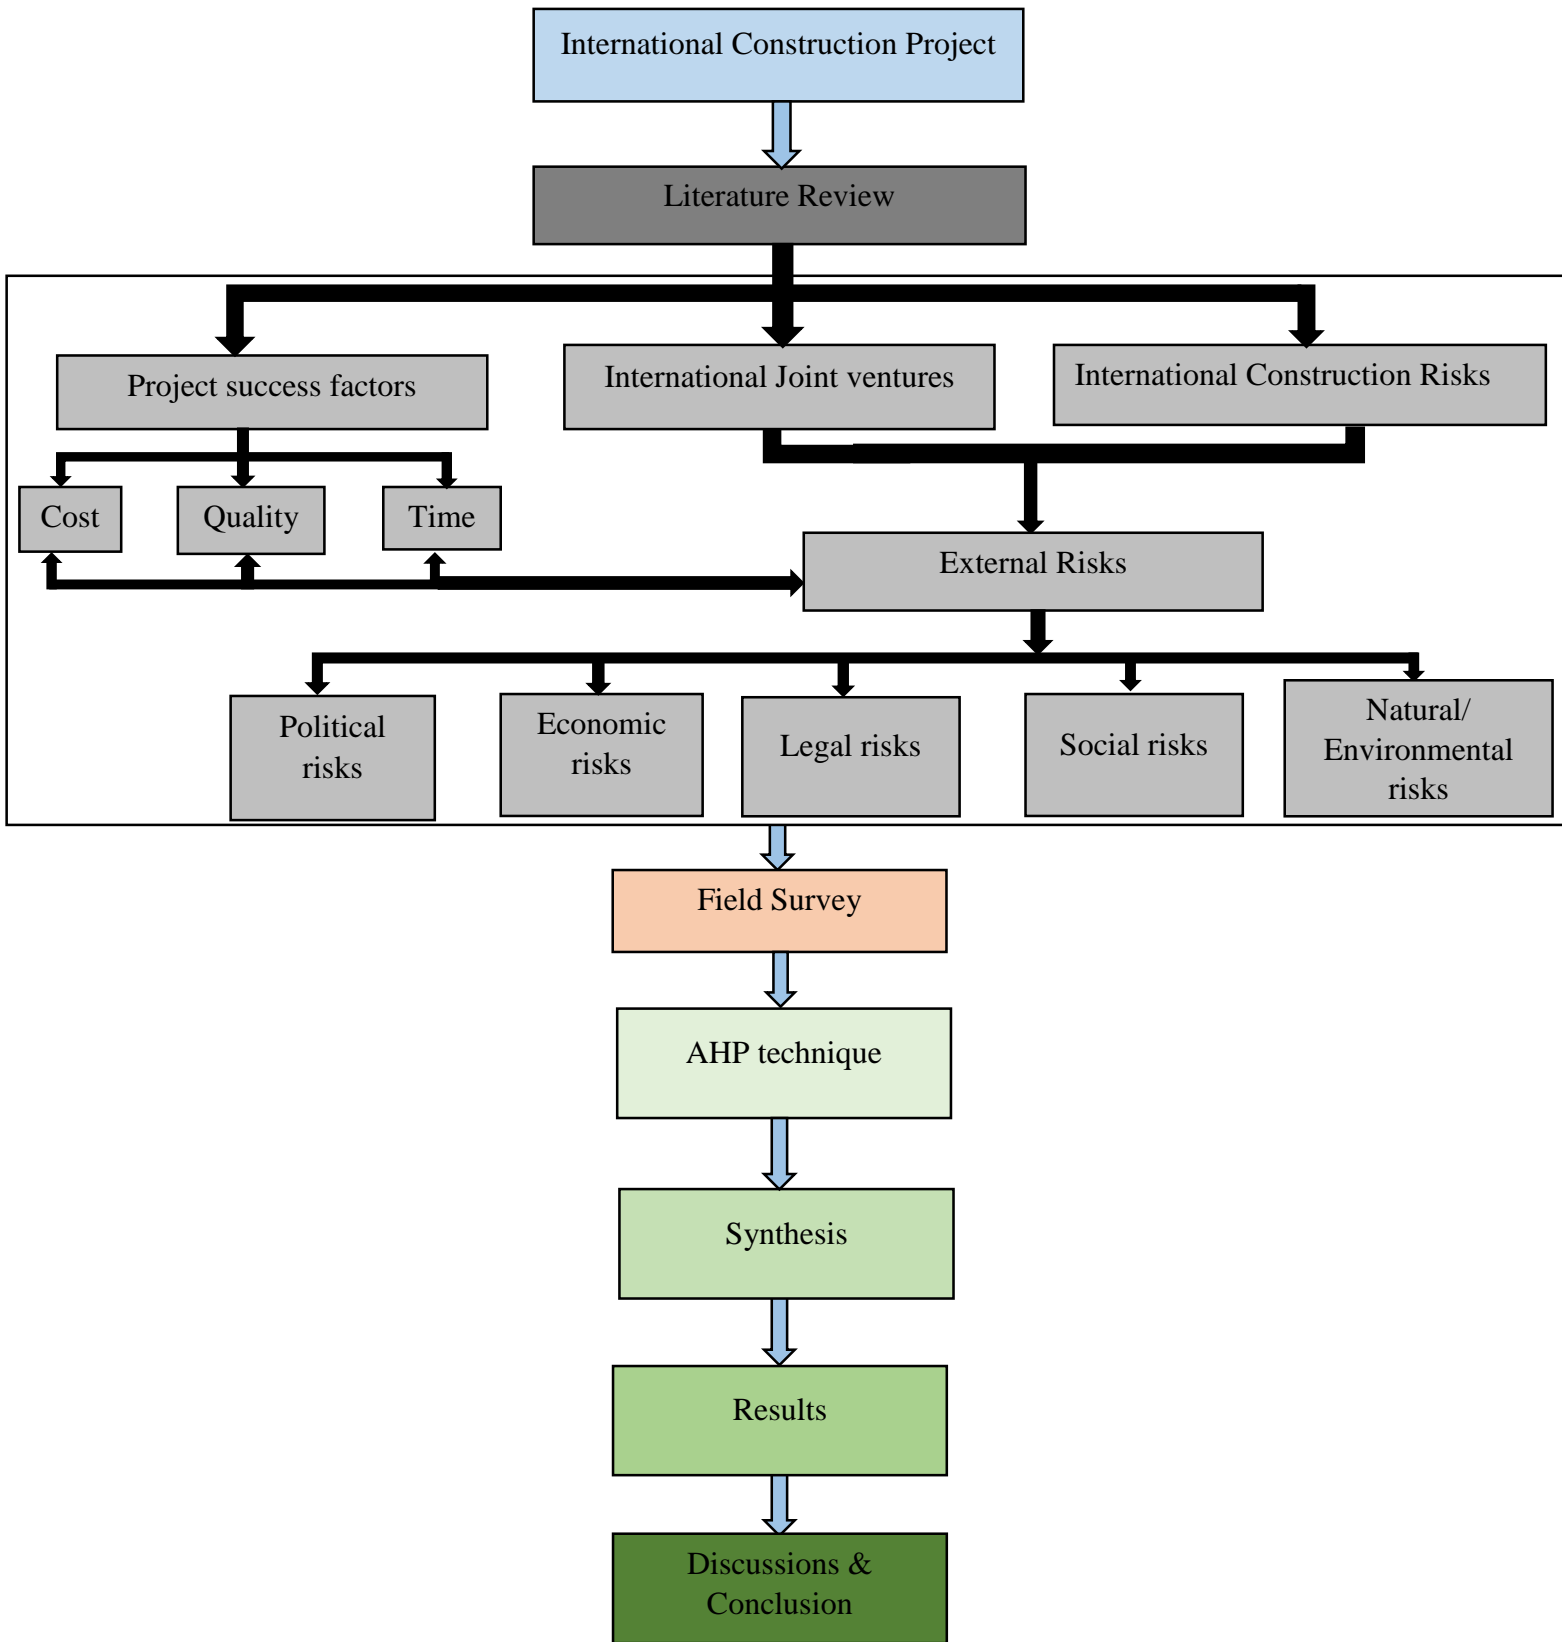 International Construction Project
Literature Review
Project success factors
International Joint ventures
International Construction Risks
Cost
Quality
Time
External Risks
Political
risks
Economic
risks
Legal risks
Social risks
Natural/
Environmental
risks
Field Survey
AHP technique
Synthesis
Results
Discussions &
Conclusion